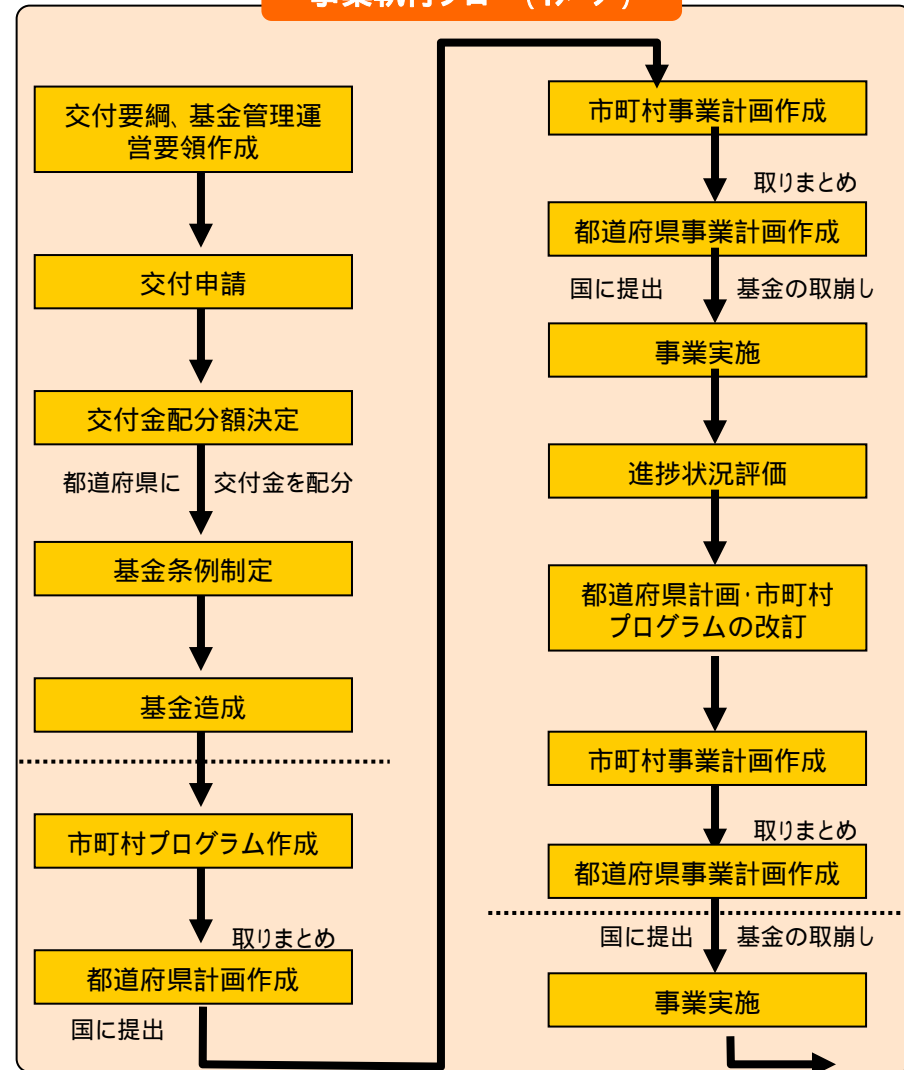 交付要綱、基金管理運
営要領作成
交付申請
交付金配分額決定
都道府県に 交付金を配分
基金条例制定
基金造成
市町村プログラム作成
取りまとめ
都道府県計画作成
国に提出
市町村事業計画作成
取りまとめ
都道府県事業計画作成
国に提出 基金の取崩し
事業実施
進捗状況評価
都道府県計画・市町村
プログラムの改訂
市町村事業計画作成
取りまとめ
都道府県事業計画作成
国に提出 基金の取崩し
事業実施